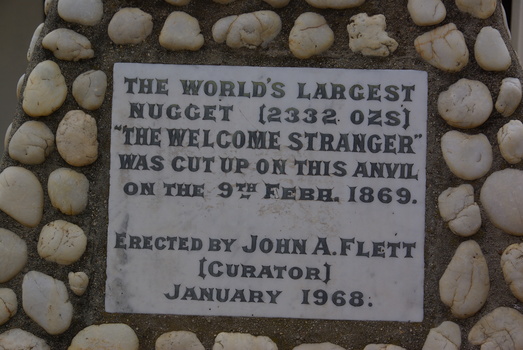 THE WORLD'S LARGEST
NUGGET [2332 OZS]
"THE WELCOME STRANGER"
WAS CUT UP ON THIS ANVIL
ON THE 9TH FEBR. 1869.
ERECTED BY JOHN A. FLETT
[CURATOR]
JANUARY 1968.